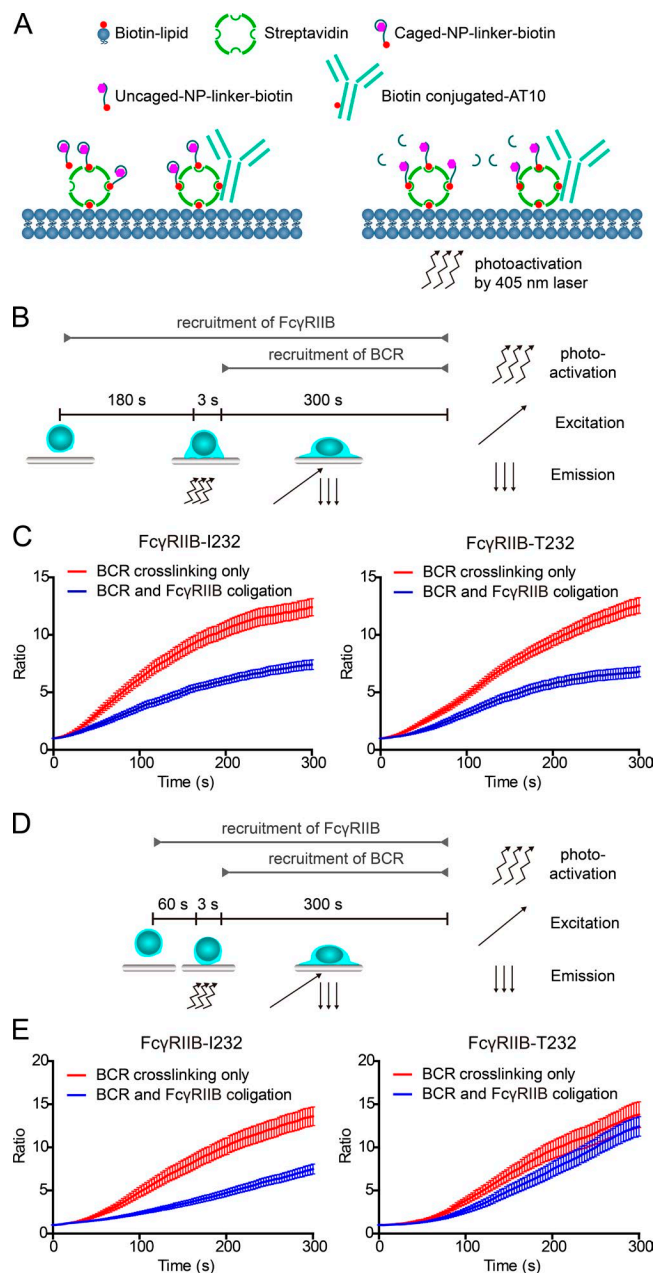 A
Biotin-lipid
Streptavidin
Caged-NP-linker-biotin
Uncaged-NP-linker-biotin
Biotin conjugated-AT10
photoactivation
by 405 nm laser
B
recruitment of FcγRIIB
recruitment of BCR
180 s
3 s
300 s
photo-
activation
Excitation
Emission
C
FcγRIIB-I232
BCR crosslinking only
BCR and FcγRIIB coligation
15
10
5
0
Ratio
0
100
200
300
Time (s)
FcγRIIB-T232
BCR crosslinking only
BCR and FcγRIIB coligation
15
10
5
0
Ratio
0
100
200
300
Time (s)
D
recruitment of FcγRIIB
recruitment of BCR
60 s
3 s
300 s
photo-
activation
Excitation
Emission
E
FcγRIIB-I232
BCR crosslinking only
BCR and FcγRIIB coligation
20
15
10
5
0
Ratio
0
100
200
300
Time (s)
FcγRIIB-T232
BCR crosslinking only
BCR and FcγRIIB coligation
20
15
10
5
0
Ratio
0
100
200
300
Time (s)